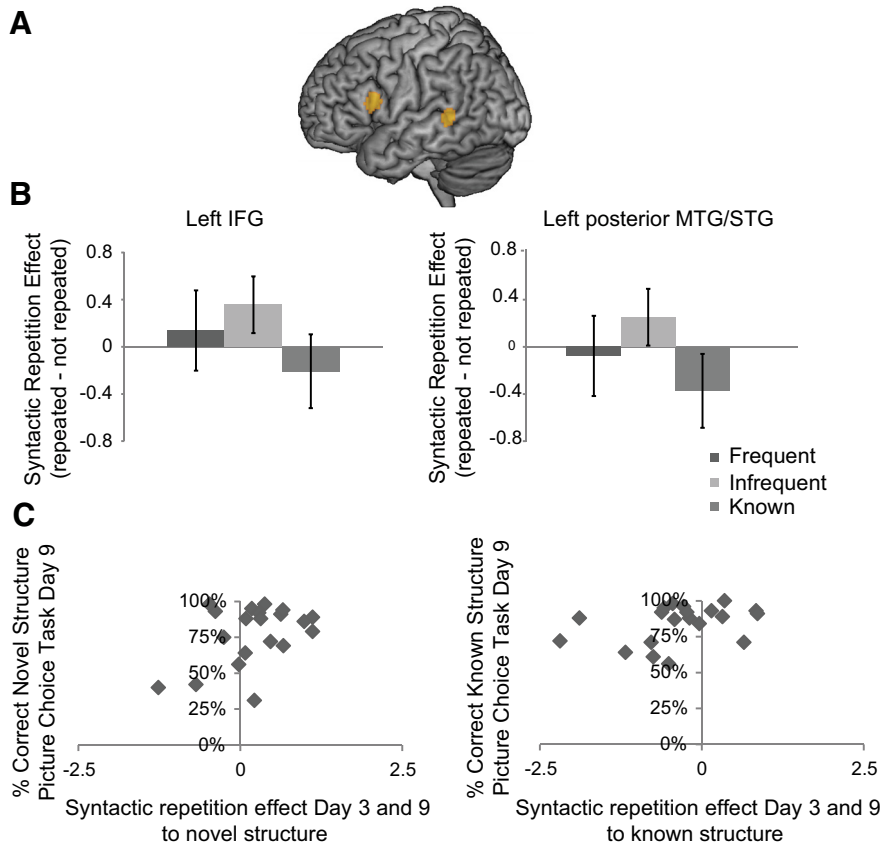 A
B
Left IFG
Left posterior MTG/STG
Syntactic Repetition Effect
(repeated - not repeated)
0.8
0.4
0
-0.4
-0.8
Syntactic Repetition Effect
(repeated - not repeated)
0.8
0.4
0
-0.4
-0.8
Frequent
Infrequent
Known
C
% Correct Novel Structure
Picture Choice Task Day 9
100%
75%
50%
25%
0%
-2.5
0
2.5
Syntactic repetition effect Day 3 and 9
to novel structure
% Correct Known Structure
Picture Choice Task Day 9
100%
75%
50%
25%
0%
-2.5
0
2.5
Syntactic repetition effect Day 3 and 9
to known structure